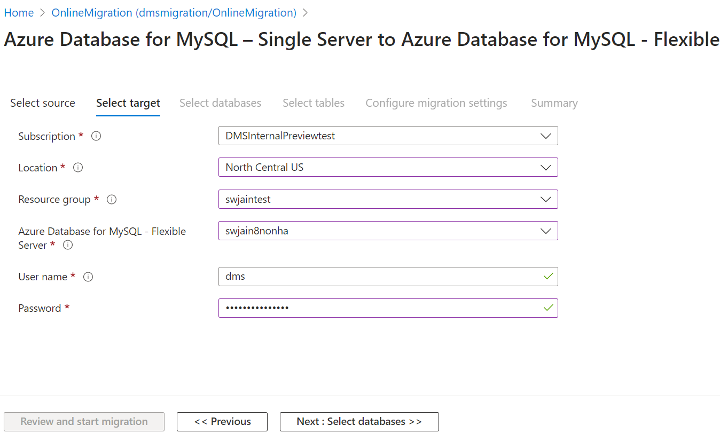 Home > OnlineMigration (dmsmigration/OnlineMigration) >
Azure Database for MySQL – Single Server to Azure Database for MySQL - Flexible
Select source Select target Select databases Select tables Configure migration settings Summary
Subscription * DMSInternalPreviewtest
Location * North Central US
Resource group * swjaintest
Azure Database for MySQL - Flexible
Server * swjain8nonha
User name * dms
Password * •••••••••••••••
Review and start migration << Previous Next : Select databases >>